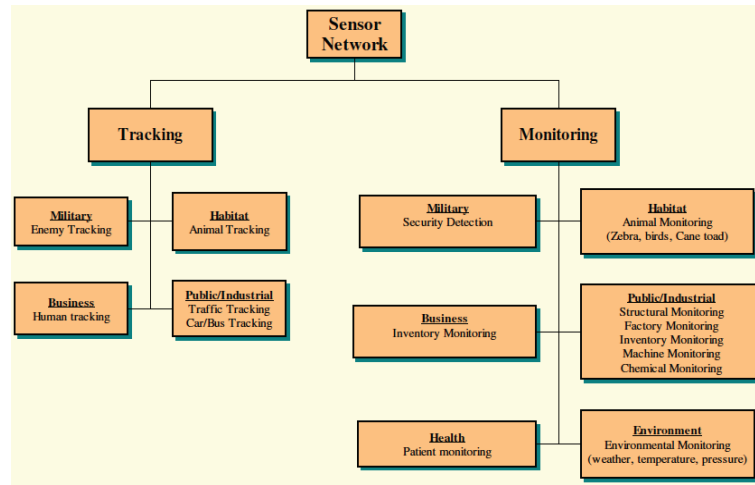 Sensor
Network
Tracking
Monitoring
Military
Enemy Tracking
Habitat
Animal Tracking
Business
Human tracking
Public/Industrial
Traffic Tracking
Car/Bus Tracking
Military
Security Detection
Habitat
Animal Monitoring
(Zebra, birds, Cane toad)
Business
Inventory Monitoring
Public/Industrial
Structural Monitoring
Factory Monitoring
Inventory Monitoring
Machine Monitoring
Chemical Monitoring
Health
Patient monitoring
Environment
Environmental Monitoring
(weather, temperature, pressure)